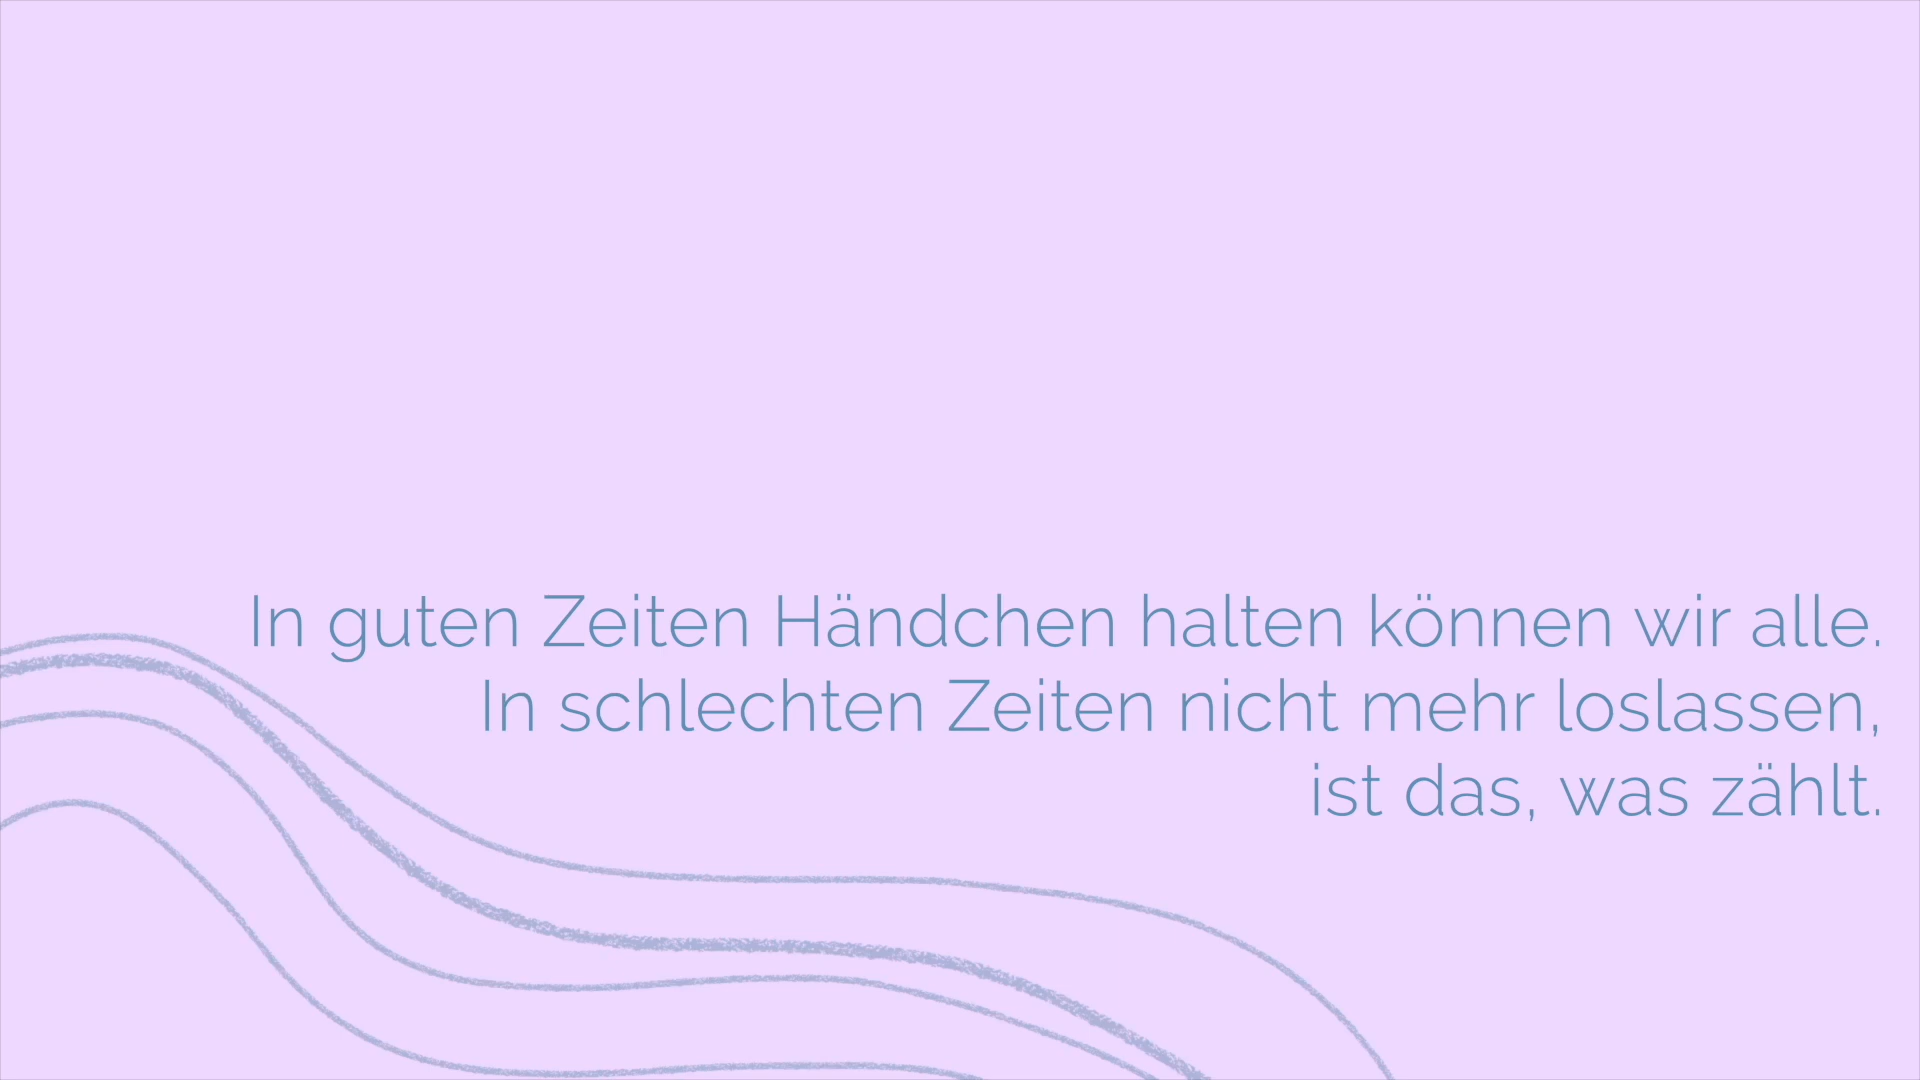 In guten Zeiten Händchen halten können wir alle.
In schlechten Zeiten nicht mehr loslassen,
ist das, was zählt.